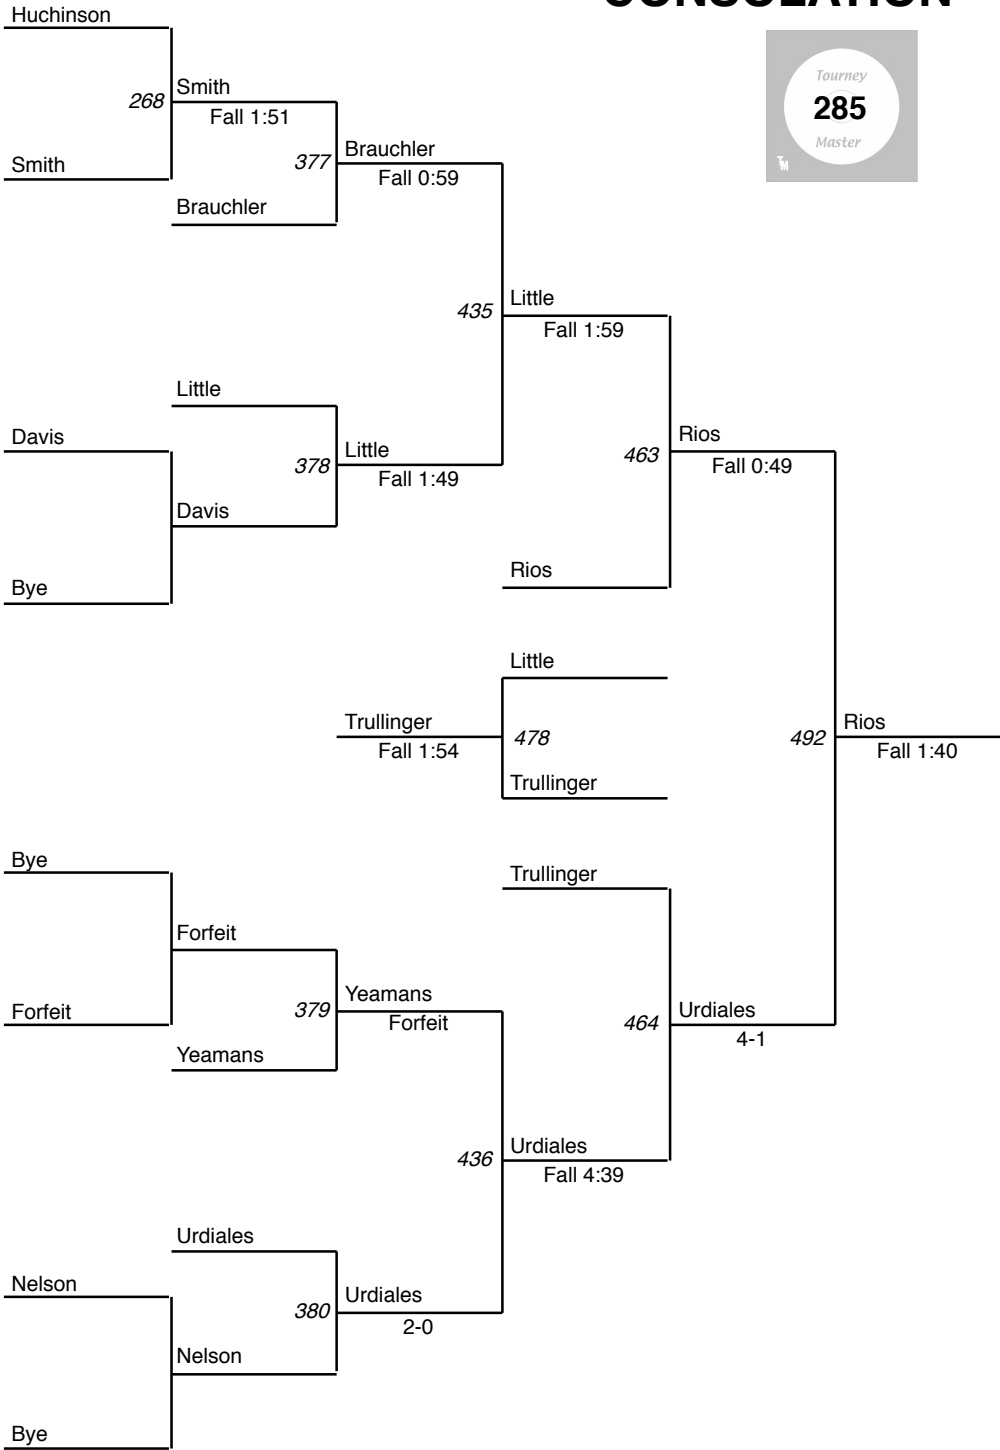 CONSOLATION
Huchinson
Tourney
285
Master
TM
268
Smith
Fall 1:51
Smith
377
Brauchler
Fall 0:59
Brauchler
435
Little
Fall 1:59
Little
Davis
378
Little
Fall 1:49
463
Rios
Fall 0:49
Davis
Bye
Rios
Little
Trullinger
Fall 1:54
478
492
Rios
Fall 1:40
Trullinger
Bye
Trullinger
Forfeit
Forfeit
379
Yeamans
Forfeit
464
Urdiales
4-1
Yeamans
436
Urdiales
Fall 4:39
Urdiales
Nelson
380
Urdiales
2-0
Nelson
Bye